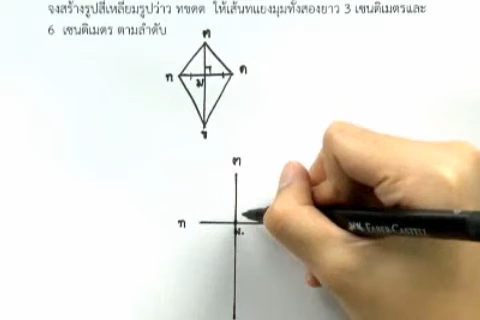 จงสร้างรูปสี่เหลี่ยมรูปว่าว ทขดต ให้เส้นทแยงมุมทั้งสองยาว 3 เซนติเมตรและ
6 เซนติเมตร ตามลำดับ
ต
ท
ด
ม
ข
ต
ท
ม
FABER-CASTELL